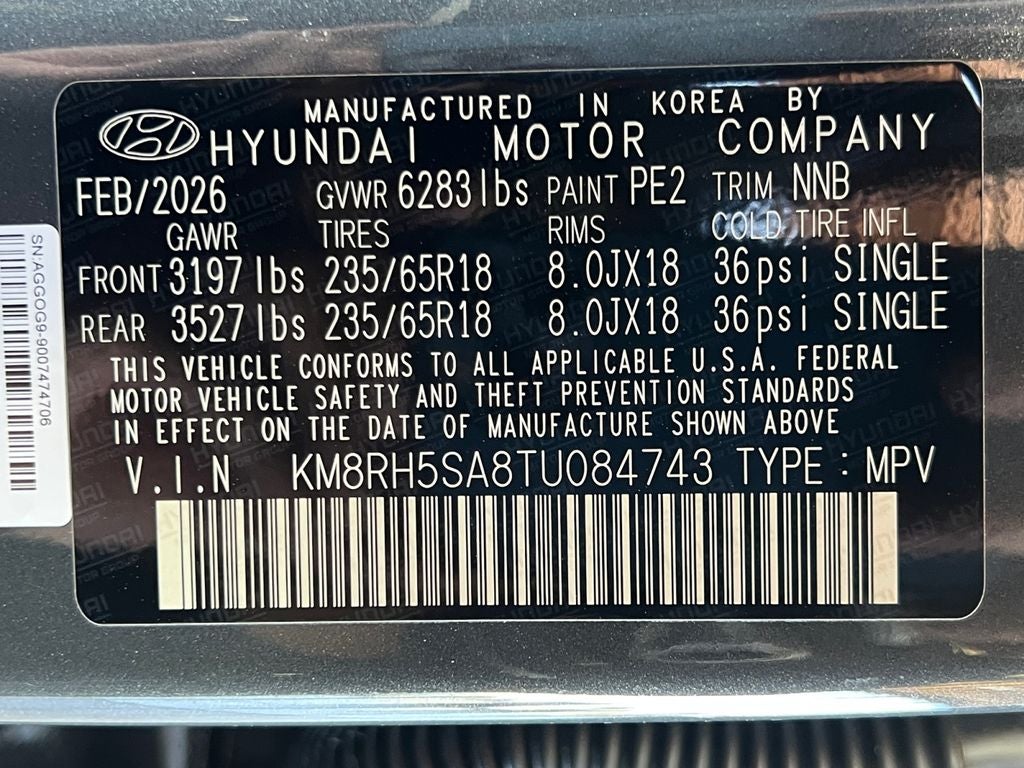 MANUFACTURED IN KOREA BY
HYUNDAI MOTOR COMPANY
FEB/2026 GVWR 6283lbs PAINT PE2 TRIM NNB
GAWR TIRES RIMS COLD TIRE INFL
FRONT 3197lbs 235/65R18 8.0JX18 36psi SINGLE
REAR 3527lbs 235/65R18 8.0JX18 36psi SINGLE
THIS VEHICLE CONFORMS TO ALL APPLICABLE U.S.A. FEDERAL
MOTOR VEHICLE SAFETY AND THEFT PREVENTION STANDARDS
IN EFFECT ON THE DATE OF MANUFACTURE SHOWN ABOVE
V.I.N KM8RH5SA8TU084743 TYPE : MPV
SN:AGGOG9-9007474706